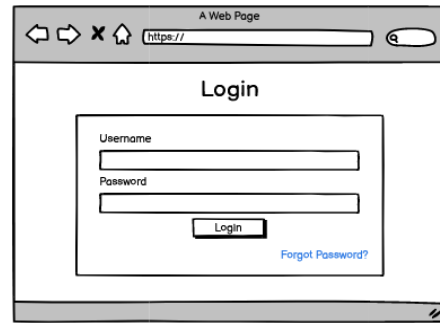 A Web Page
https://
Login
Username
Password
Login
Forgot Password?